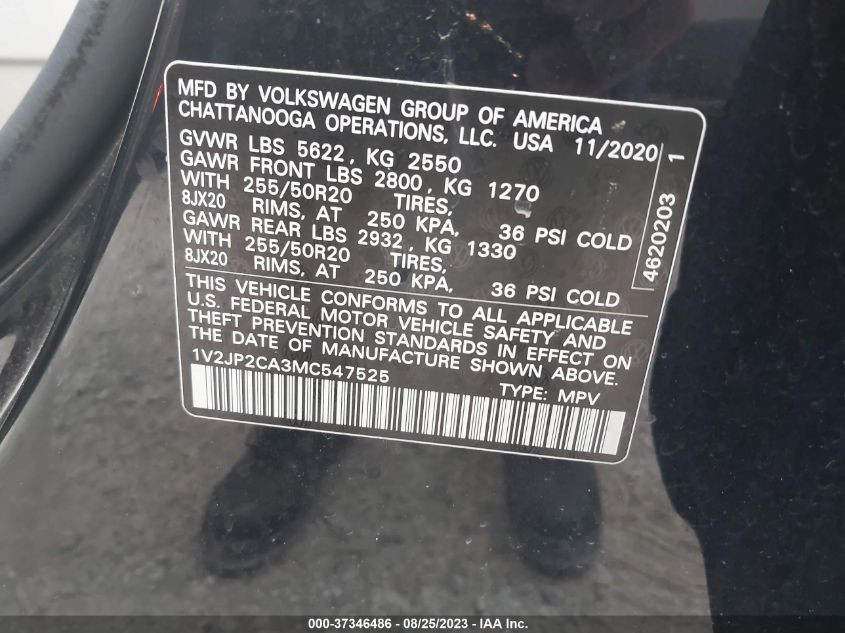 MFD BY VOLKSWAGEN GROUP OF AMERICA
CHATTANOOGA OPERATIONS, LLC. USA 11/2020
GVWR LBS 5622, KG 2550
GAWR FRONT LBS 2800, KG 1270
WITH 255/50R20 TIRES,
8JX20 RIMS, AT 250 KPA, 36 PSI COLD
GAWR REAR LBS 2932, KG 1330
WITH 255/50R20 TIRES,
8JX20 RIMS, AT 250 KPA, 36 PSI COLD
THIS VEHICLE CONFORMS TO ALL APPLICABLE
U.S. FEDERAL MOTOR VEHICLE SAFETY AND
THEFT PREVENTION STANDARDS IN EFFECT ON
THE DATE OF MANUFACTURE SHOWN ABOVE.
1V2JP2CA3MC547525 TYPE: MPV
4620203 1
000-37346486 - 08/25/2023 - IAA Inc.